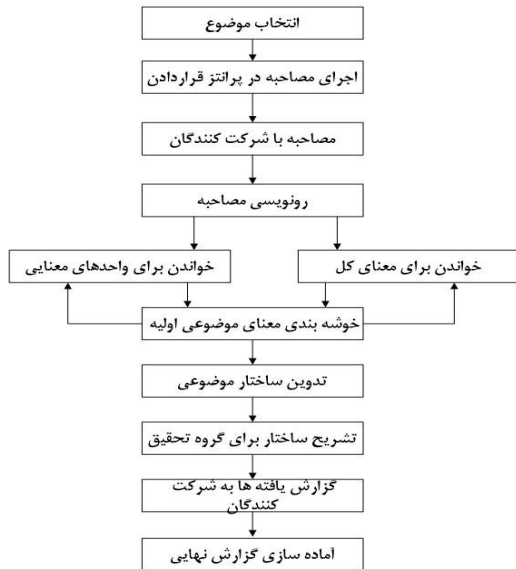 انتخاب موضوع
اجرای مصاحبه در پرانتز قراردادن
مصاحبه با شرکت کنندگان
رونویسی مصاحبه
خواندن برای معنای کل
خواندن برای واحدهای معنایی
خوشه بندی معنای موضوعی اولیه
تدوین ساختار موضوعی
تشریح ساختار برای گروه تحقیق
گزارش یافته ها به شرکت
کنندگان
آماده سازی گزارش نهایی